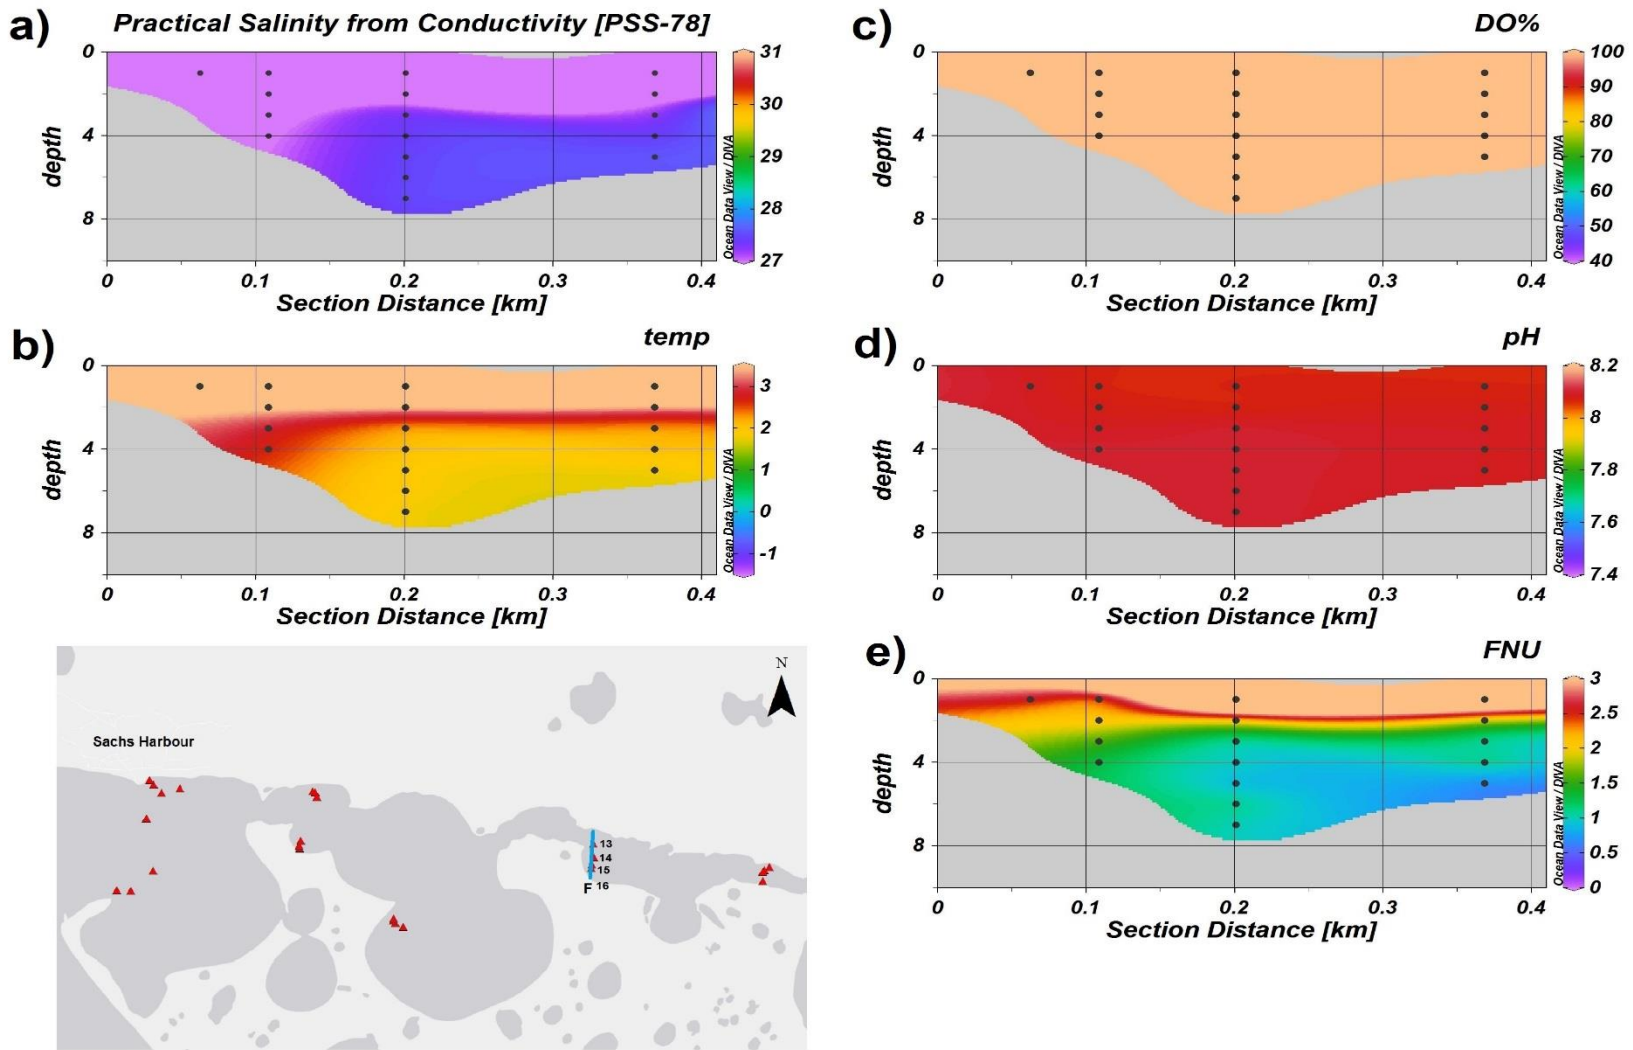 a) Practical Salinity from Conductivity [PSS-78]
0
4
8
depth
31
30
29
28
27
Ocean Data View / DIVA
0 0.1 0.2 0.3 0.4
Section Distance [km]
c) DO%
0
4
8
depth
100
90
80
70
60
50
40
Ocean Data View / DIVA
0 0.1 0.2 0.3 0.4
Section Distance [km]
b) temp
0
4
8
depth
3
2
1
0
-1
Ocean Data View / DIVA
0 0.1 0.2 0.3 0.4
Section Distance [km]
d) pH
0
4
8
depth
8.2
8
7.8
7.6
7.4
Ocean Data View / DIVA
0 0.1 0.2 0.3 0.4
Section Distance [km]
N
Sachs Harbour
13
14
15
F 16
e) FNU
0
4
8
depth
3
2.5
2
1.5
1
0.5
0
Ocean Data View / DIVA
0 0.1 0.2 0.3 0.4
Section Distance [km]